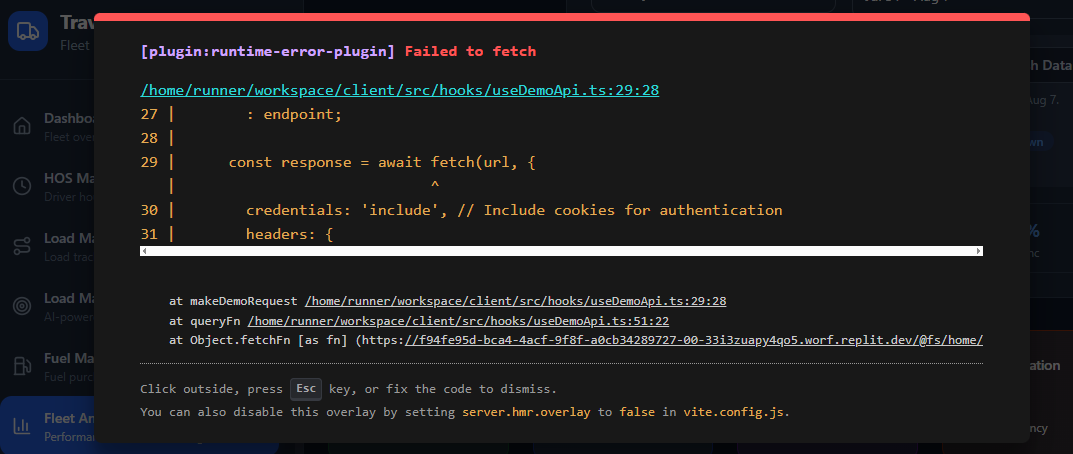 Trav
Fleet
[plugin:runtime-error-plugin] Failed to fetch
/home/runner/workspace/client/src/hooks/useDemoApi.ts:29:28
27 |        : endpoint;
28 |
29 |      const response = await fetch(url, {
   |                             ^
30 |        credentials: 'include', // Include cookies for authentication
31 |        headers: {
at makeDemoRequest /home/runner/workspace/client/src/hooks/useDemoApi.ts:29:28
at queryFn /home/runner/workspace/client/src/hooks/useDemoApi.ts:51:22
at Object.fetchFn [as fn] (https://f94fe95d-bca4-4acf-9f8f-a0cb34289727-00-33i3zuapy4qo5.worf.replit.dev/@fs/home/
Click outside, press Esc key, or fix the code to dismiss.
You can also disable this overlay by setting server.hmr.overlay to false in vite.config.js.
Dashboa
Fleet ove
HOS Ma
Driver ho
Load Ma
Load trac
Load Ma
AI-power
Fuel Ma
Fuel purc
Fleet An
Performa
h Data
Aug 7.
wn
%
nc
ation
ncy